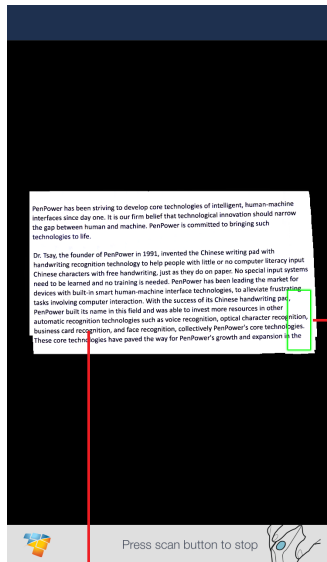 PenPower has been striving to develop core technologies of intelligent, human-machine
interfaces since day one. It is our firm belief that technological innovation should narrow
the gap between human and machine. PenPower is committed to bringing such
technologies to life.
Dr. Tsay, the founder of PenPower in 1991, invented the Chinese writing pad with
handwriting recognition technology to help people with little or no computer literacy input
Chinese characters with free handwriting, just as they do on paper. No special input systems
need to be learned and no training is needed. PenPower has been leading the market for
devices with built-in smart human-machine interface technologies, to alleviate frustrating
tasks involving computer interaction. With the success of its Chinese handwriting pad,
PenPower built its name in this field and was able to invest more resources in other
automatic recognition technologies such as voice recognition, optical character recognition,
business card recognition, and face recognition, collectively PenPower's core technologies.
These core technologies have paved the way for PenPower's growth and expansion in the
Press scan button to stop